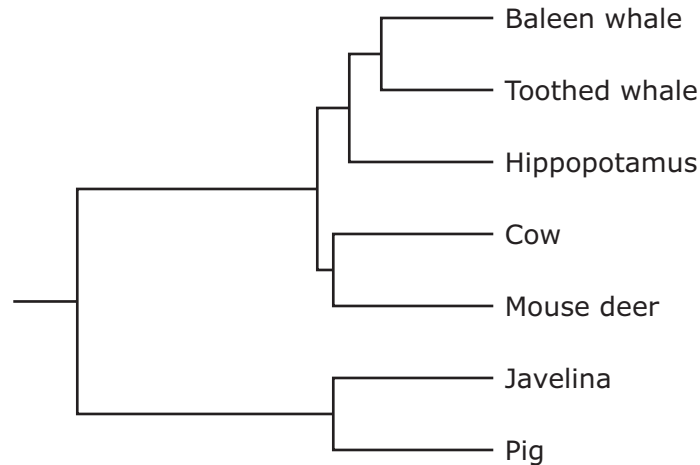 Baleen whale
Toothed whale
Hippopotamus
Cow
Mouse deer
Javelina
Pig